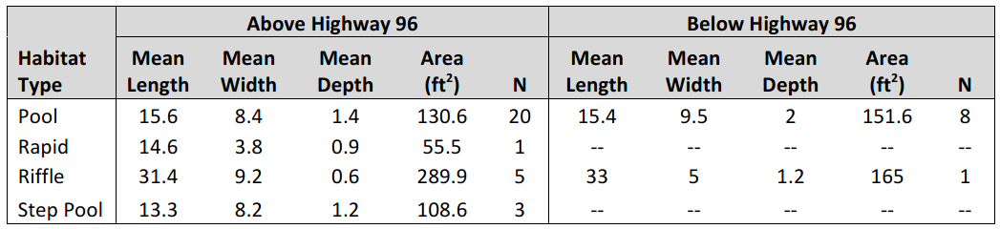 Above Highway 96 Below Highway 96
Habitat Mean Mean Mean Area Mean Mean Mean Area
Type Length Width Depth (ft²) N Length Width Depth (ft²) N
Pool 15.6 8.4 1.4 130.6 20 15.4 9.5 2 151.6 8
Rapid 14.6 3.8 0.9 55.5 1 -- -- -- -- --
Riffle 31.4 9.2 0.6 289.9 5 33 5 1.2 165 1
Step Pool 13.3 8.2 1.2 108.6 3 -- -- -- -- --